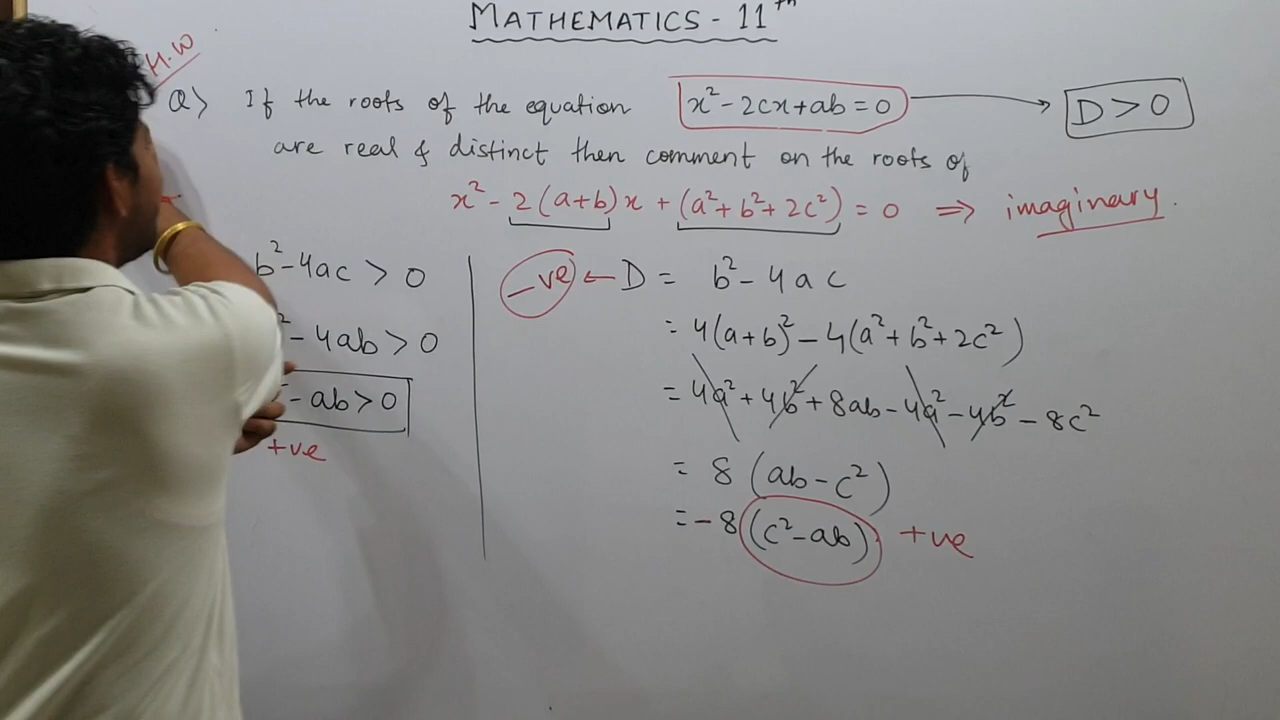 MATHEMATICS - 11th
H.W
Q) If the roots of the equation x² - 2cx + ab = 0 → D > 0
are real & distinct then comment on the roots of
x² - 2(a+b)x + (a² + b² + 2c²) = 0 ⇒ imaginary.
b² - 4ac > 0
² - 4ab > 0
- ab > 0
+ve
-ve ← D = b² - 4ac
= 4(a+b)² - 4(a² + b² + 2c²)
= 4a² + 4b² + 8ab - 4a² - 4b² - 8c²
= 8(ab - c²)
= -8(c² - ab) +ve